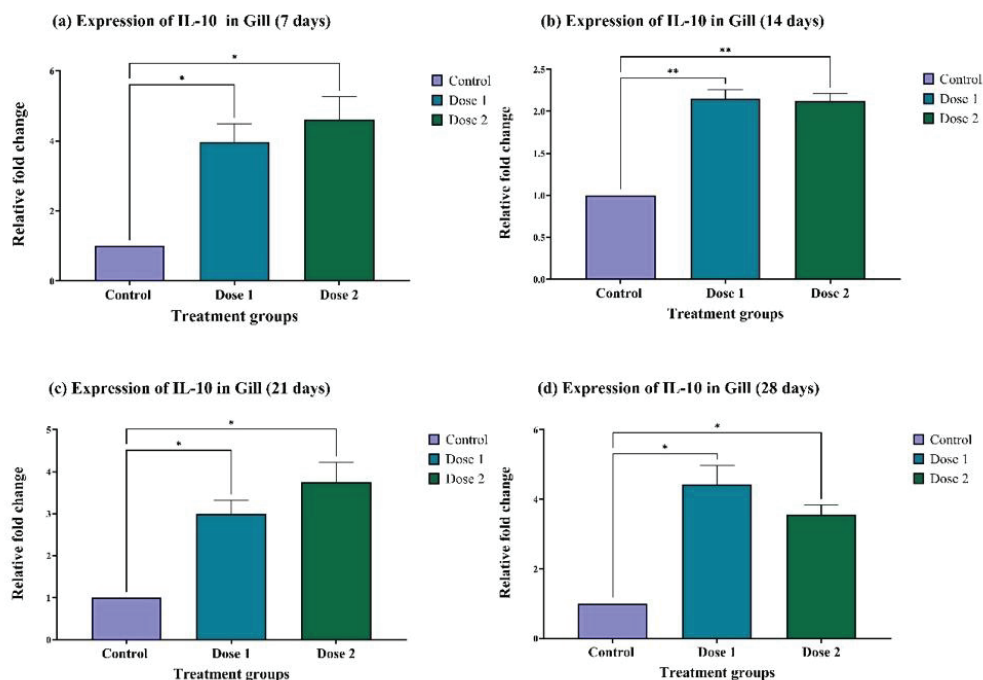 (a) Expression of IL-10 in Gill (7 days)
Relative fold change
6
4
2
0
*
*
Control
Dose 1
Dose 2
Treatment groups
Control
Dose 1
Dose 2
(b) Expression of IL-10 in Gill (14 days)
Relative fold change
2.5
2.0
1.5
1.0
0.5
0.0
**
**
Control
Dose 1
Dose 2
Treatment groups
Control
Dose 1
Dose 2
(c) Expression of IL-10 in Gill (21 days)
Relative fold change
5
4
3
2
1
0
*
*
Control
Dose 1
Dose 2
Treatment groups
Control
Dose 1
Dose 2
(d) Expression of IL-10 in Gill (28 days)
Relative fold change
6
4
2
0
*
*
Control
Dose 1
Dose 2
Treatment groups
Control
Dose 1
Dose 2